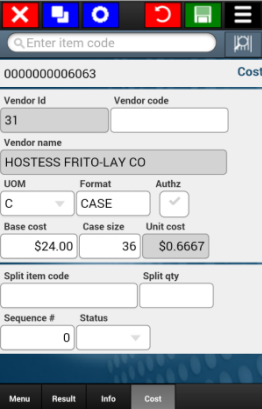 Enter item code
0000000006063 Cost
Vendor Id Vendor code
31
Vendor name
HOSTESS FRITO-LAY CO
UOM Format Authz
C CASE
Base cost Case size Unit cost
$24.00 36 $0.6667
Split item code Split qty
Sequence # Status
0
Menu Result Info Cost